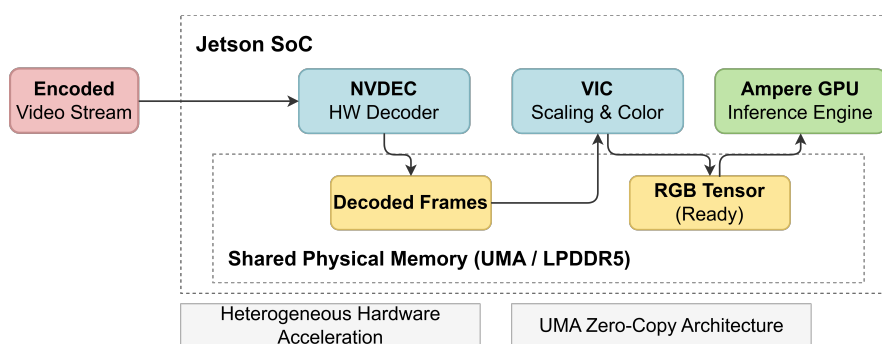 Jetson SoC
Encoded
Video Stream
NVDEC
HW Decoder
VIC
Scaling & Color
Ampere GPU
Inference Engine
Decoded Frames
RGB Tensor
(Ready)
Shared Physical Memory (UMA / LPDDR5)
Heterogeneous Hardware
Acceleration
UMA Zero-Copy Architecture